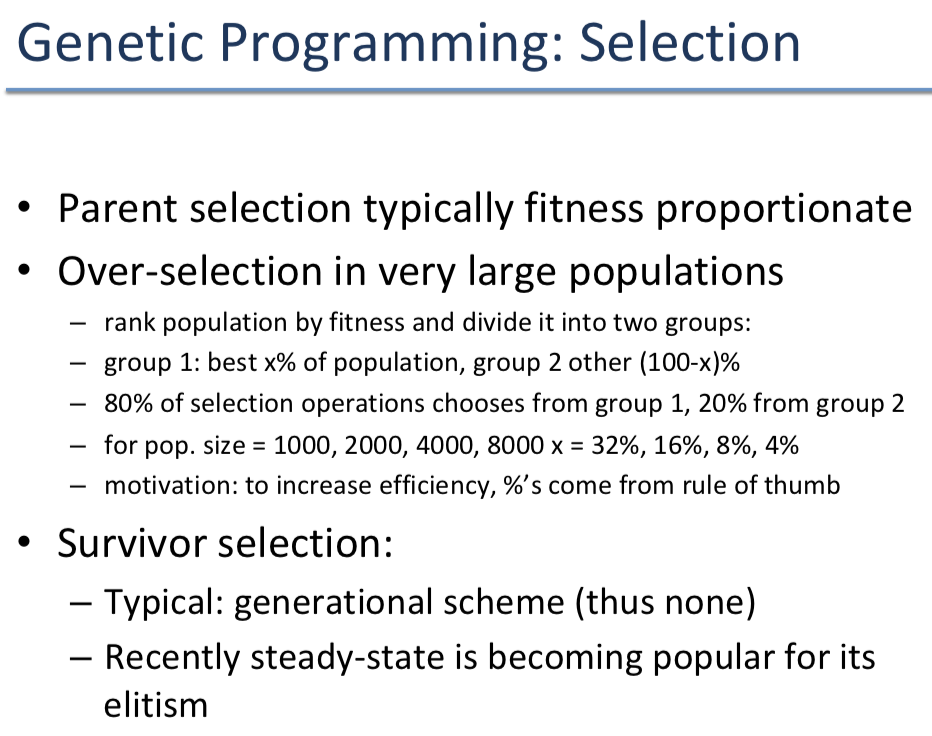 Genetic Programming: Selection
• Parent selection typically fitness proportionate
• Over-selection in very large populations
– rank population by fitness and divide it into two groups:
– group 1: best x% of population, group 2 other (100-x)%
– 80% of selection operations chooses from group 1, 20% from group 2
– for pop. size = 1000, 2000, 4000, 8000 x = 32%, 16%, 8%, 4%
– motivation: to increase efficiency, %’s come from rule of thumb
• Survivor selection:
– Typical: generational scheme (thus none)
– Recently steady-state is becoming popular for its
elitism